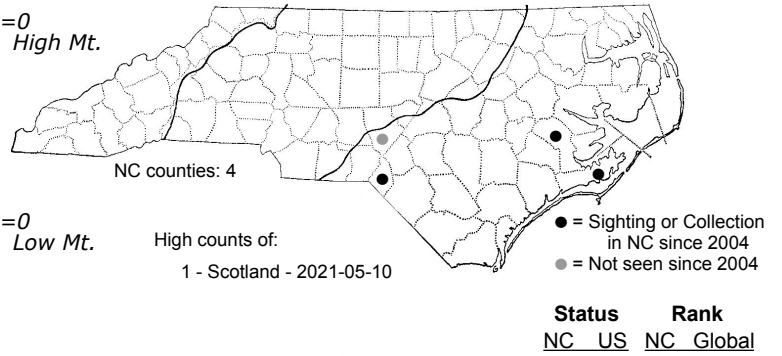 =0
High Mt.
NC counties: 4
=0
Low Mt.
High counts of:
1 - Scotland - 2021-05-10
= Sighting or Collection
in NC since 2004
= Not seen since 2004
Status Rank
NC US NC Global